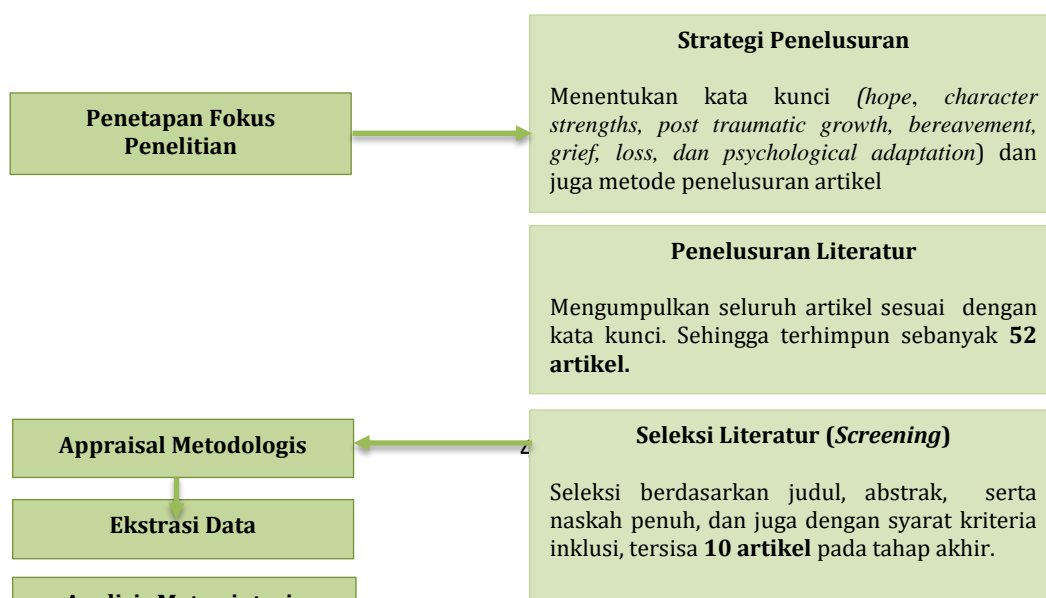 Penetapan Fokus
Penelitian
Strategi Penelusuran
Menentukan kata kunci (hope, character
strengths, post traumatic growth, bereavement,
grief, loss, dan psychological adaptation) dan
juga metode penelusuran artikel
Penelusuran Literatur
Mengumpulkan seluruh artikel sesuai dengan
kata kunci. Sehingga terhimpun sebanyak 52
artikel.
Seleksi Literatur (Screening)
Seleksi berdasarkan judul, abstrak, serta
naskah penuh, dan juga dengan syarat kriteria
inklusi, tersisa 10 artikel pada tahap akhir.
Appraisal Metodologis
Ekstrasi Data